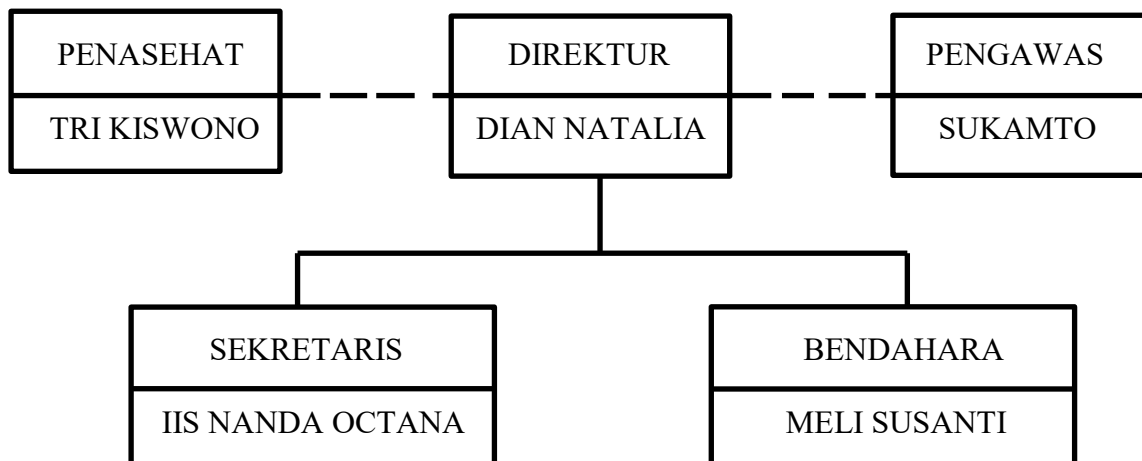 PENASEHAT
TRI KISWONO
DIREKTUR
DIAN NATALIA
PENGAWAS
SUKAMTO
SEKRETARIS
IIS NANDA OCTANA
BENDAHARA
MELI SUSANTI